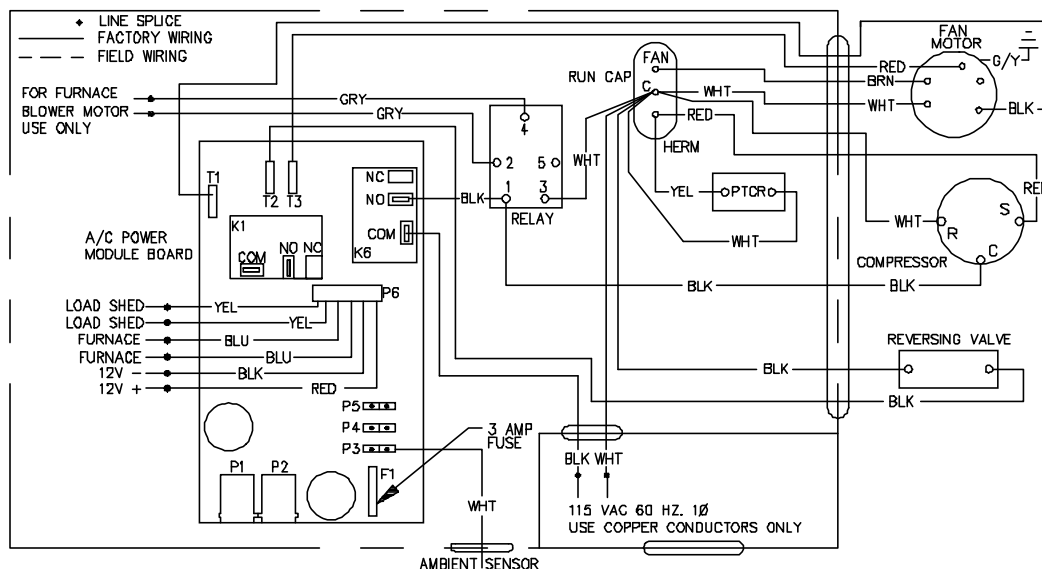 LINE SPLICE
FACTORY WIRING
FIELD WIRING
FAN
MOTOR
G/Y
RED
BRN
WHT
BLK
FAN
RUN CAP
C
WHT
RED
HERM
FOR FURNACE
BLOWER MOTOR
USE ONLY
GRY
GRY
4
2
5
1
3
RELAY
BLK
WHT
YEL
PTCR
WHT
RED
S
WHT
R
C
COMPRESSOR
BLK
BLK
T1
T2 T3
NC
NO
COM
K6
K1
COM
NO
NC
A/C POWER
MODULE BOARD
P6
LOAD SHED
YEL
LOAD SHED
YEL
FURNACE
BLU
FURNACE
BLU
12V -
BLK
12V +
RED
REVERSING VALVE
BLK
BLK
P5
P4
P3
3 AMP
FUSE
P1
P2
F1
WHT
BLK WHT
115 VAC 60 HZ. 1Ø
USE COPPER CONDUCTORS ONLY
AMBIENT SENSOR